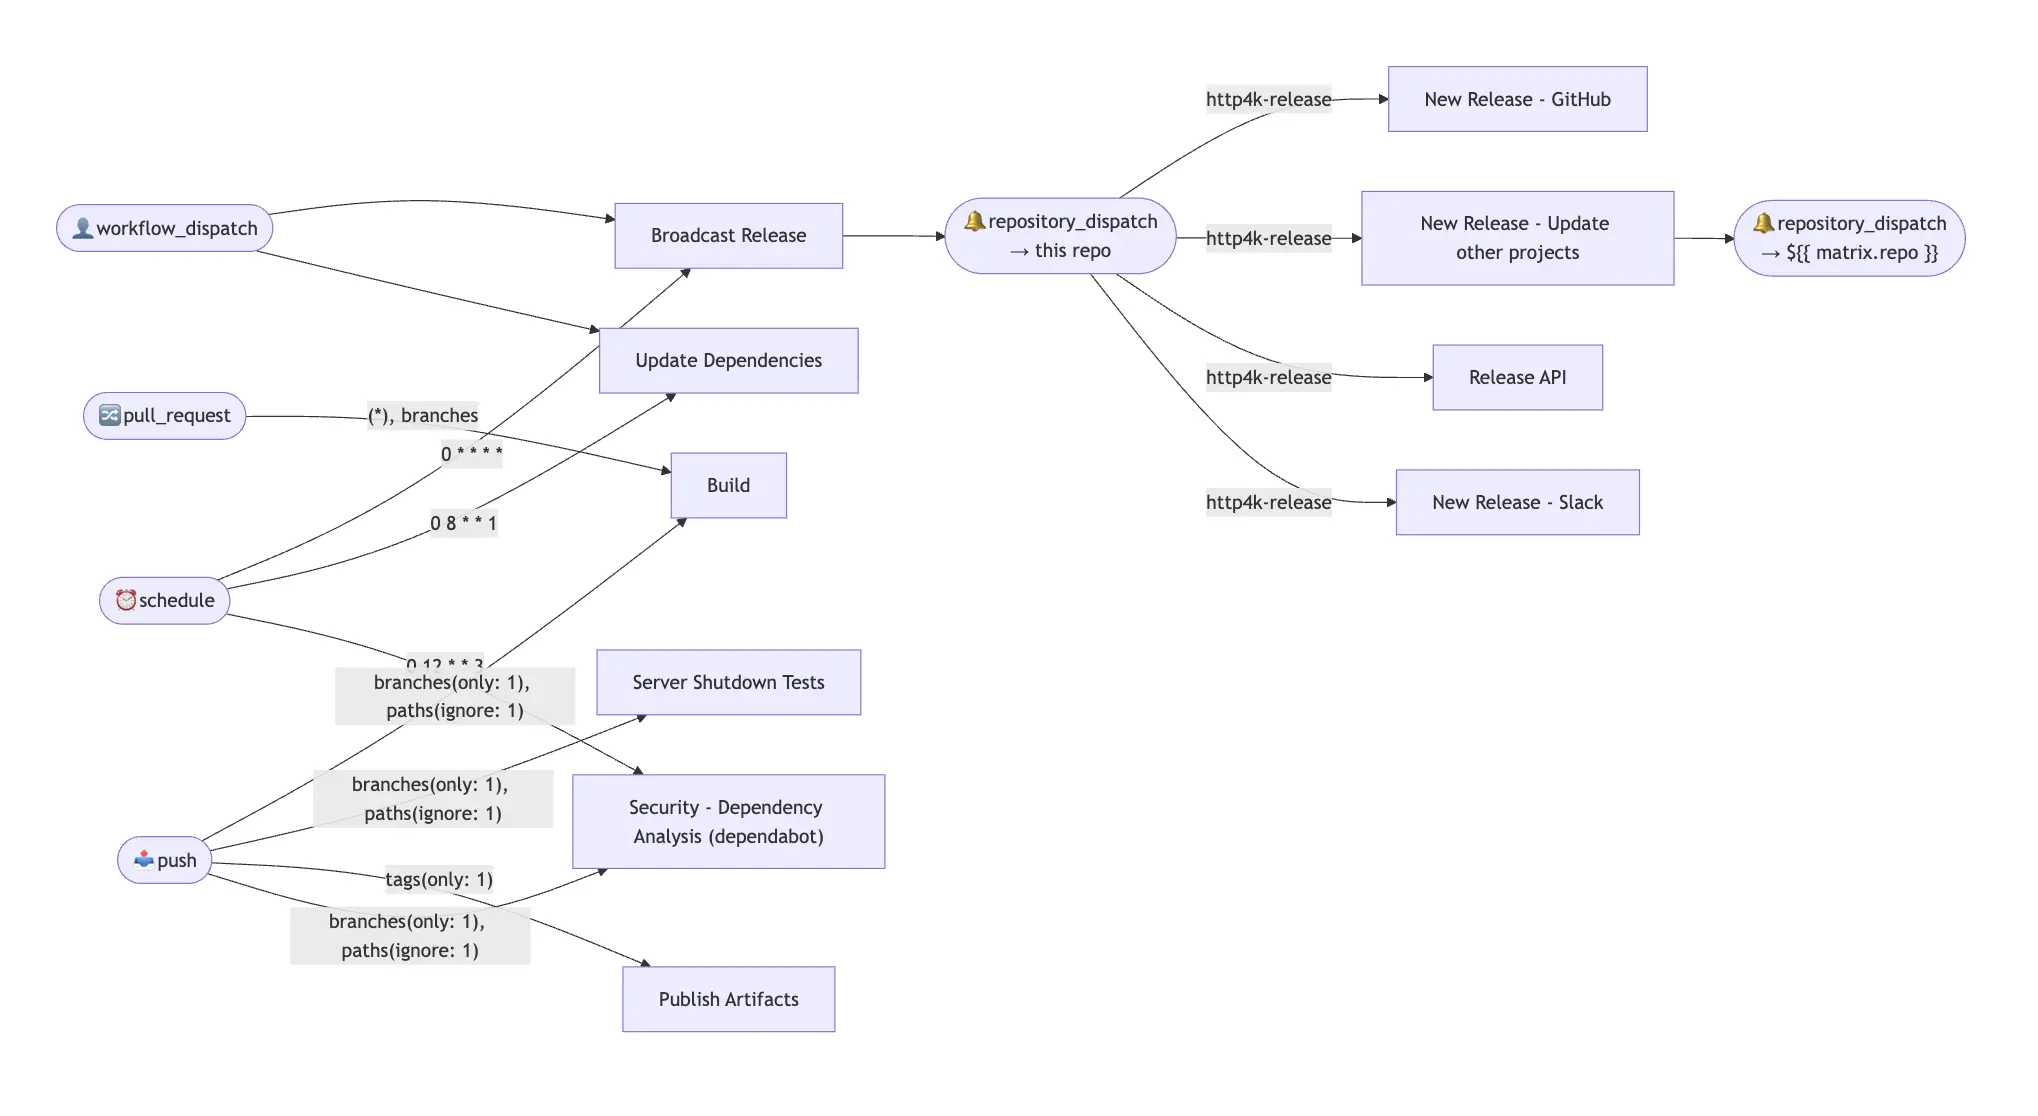 workflow_dispatch
pull_request
schedule
push
(*), branches
0 * * * *
0 8 * * 1
0 12 * * 3
branches(only: 1),
paths(ignore: 1)
branches(only: 1),
paths(ignore: 1)
tags(only: 1)
branches(only: 1),
paths(ignore: 1)
Broadcast Release
Update Dependencies
Build
Server Shutdown Tests
Security - Dependency
Analysis (dependabot)
Publish Artifacts
repository_dispatch
→ this repo
http4k-release
http4k-release
http4k-release
http4k-release
New Release - GitHub
New Release - Update
other projects
Release API
New Release - Slack
repository_dispatch
→ ${{ matrix.repo }}